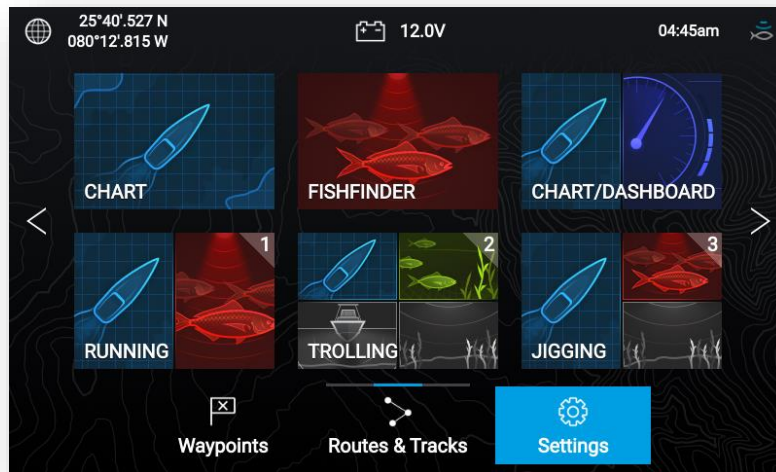 25°40'.527 N
080°12'.815 W
12.0V
04:45am
CHART
FISHFINDER
CHART/DASHBOARD
1
RUNNING
2
TROLLING
3
JIGGING
Waypoints
Routes & Tracks
Settings